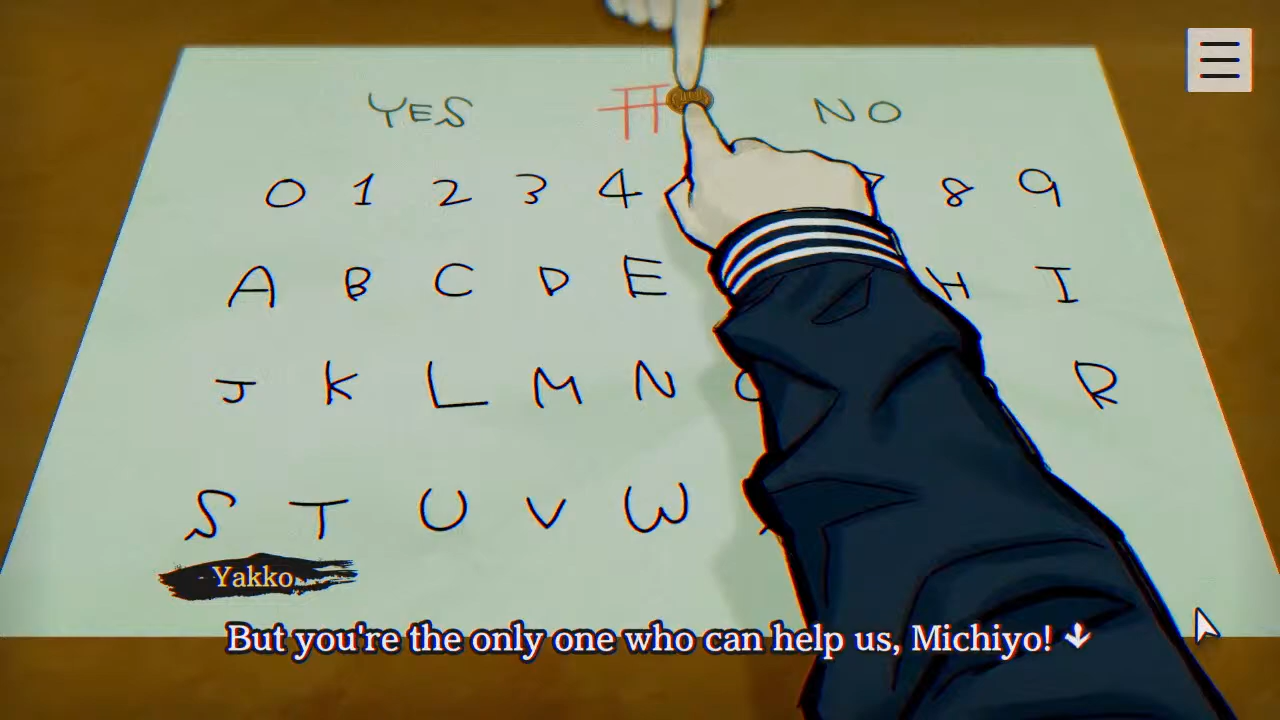 YES NO
0 1 2 3 4 8 9
A B C D E H I
J K L M N R
S T U V W
Yakko
But you're the only one who can help us, Michiyo!